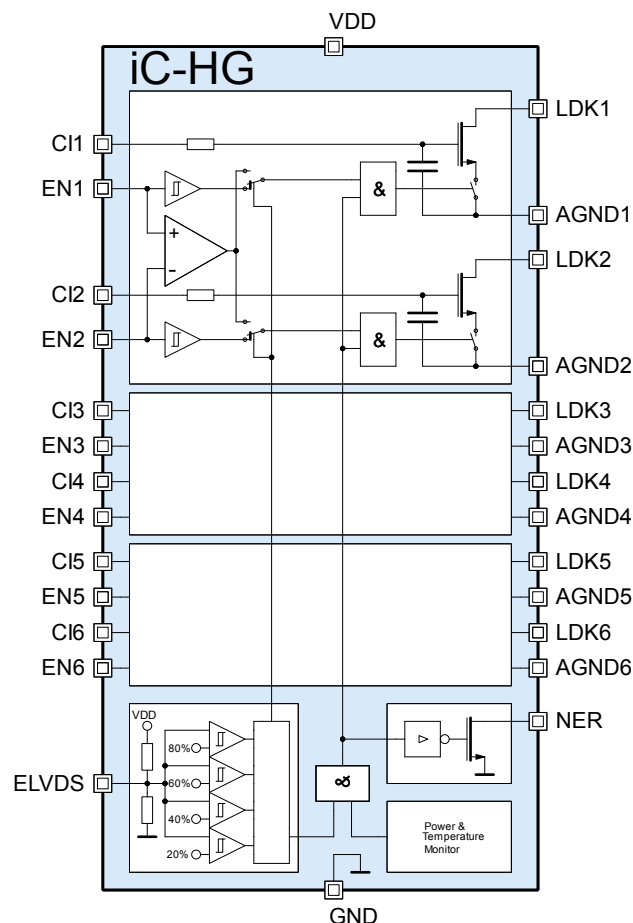 VDD
iC-HG
CI1
LDK1
EN1
&
AGND1
+
-
LDK2
CI2
EN2
&
AGND2
CI3
LDK3
EN3
AGND3
CI4
LDK4
EN4
AGND4
CI5
LDK5
EN5
AGND5
CI6
LDK6
EN6
AGND6
VDD
NER
80%
ELVDS
60%
&
40%
20%
Power &
Temperature
Monitor
GND